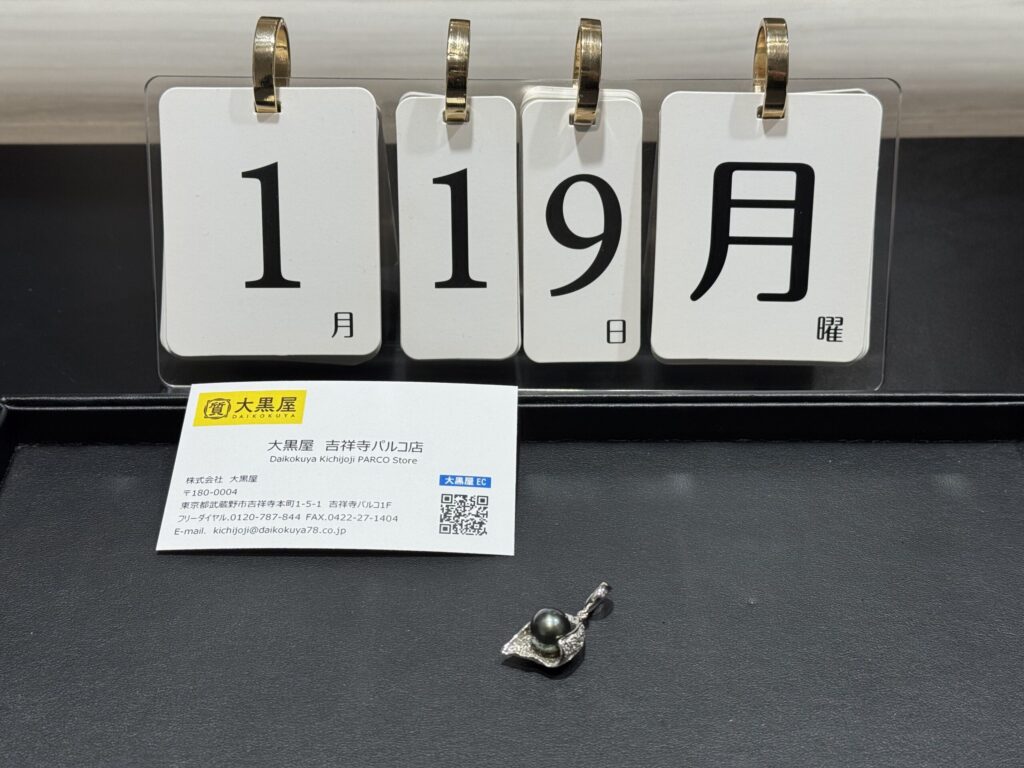 1
月
1
9
日
月
曜
質 大黒屋
DAIKOKUYA
大黒屋 吉祥寺パルコ店
Daikokuya Kichijoji PARCO Store
株式会社 大黒屋
〒180-0004
東京都武蔵野市吉祥寺本町1-5-1 吉祥寺パルコ1F
フリーダイヤル.0120-787-844 FAX.0422-27-1404
E-mail. kichijoji@daikokuya78.co.jp
大黒屋 EC